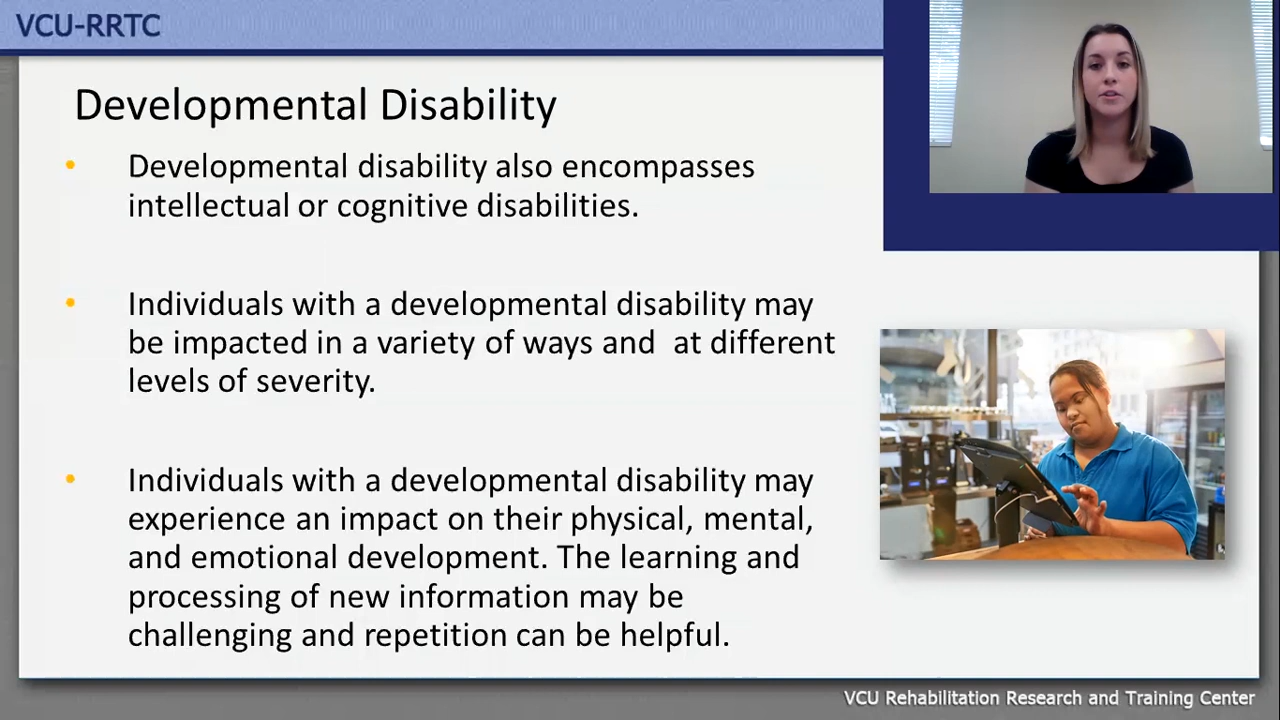 VCU-RRTC
Developmental Disability
• Developmental disability also encompasses
intellectual or cognitive disabilities.
• Individuals with a developmental disability may
be impacted in a variety of ways and  at different
levels of severity.
• Individuals with a developmental disability may
experience an impact on their physical, mental,
and emotional development. The learning and
processing of new information may be
challenging and repetition can be helpful.
VCU Rehabilitation Research and Training Center